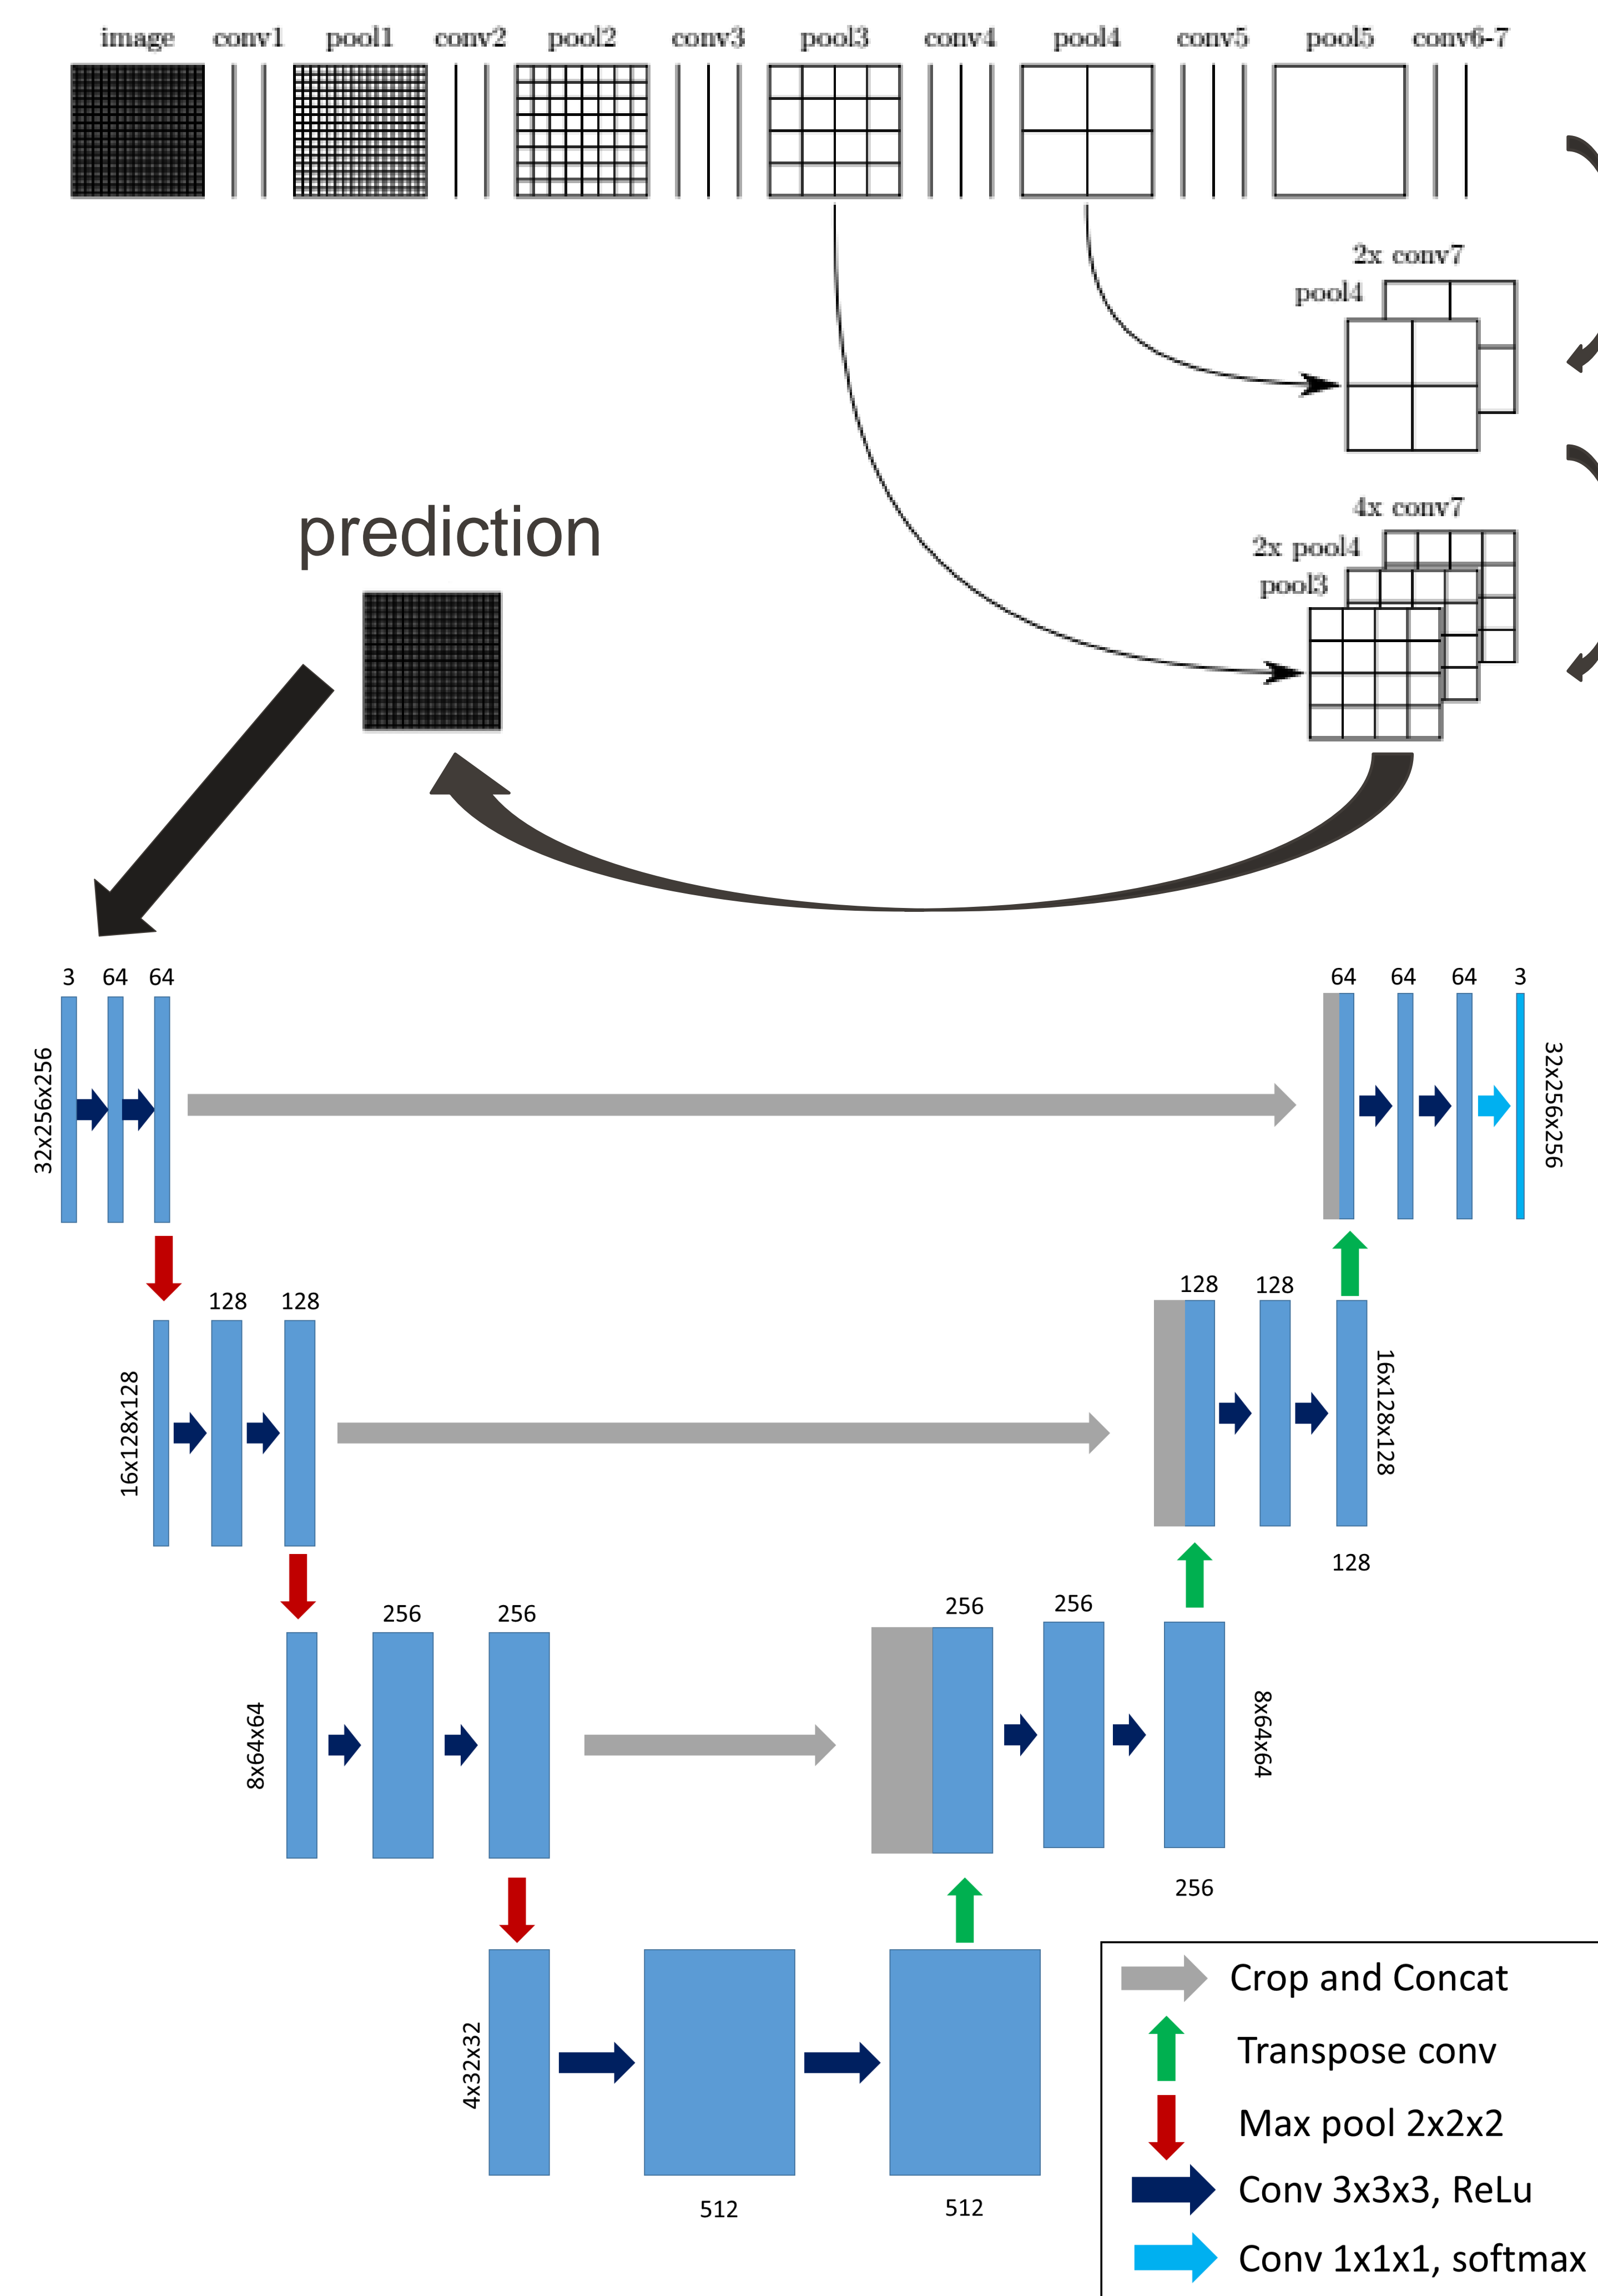 image conv1 pool1 conv2 pool2 conv3 pool3 conv4 pool4 conv5 pool5 conv6-7
2x conv7
pool4
4x conv7
2x pool4
pool3
prediction
3 64 64
32x256x256
64 64 64 3
32x256x256
128 128
16x128x128
128 128
16x128x128
128
256 256
8x64x64
256 256
8x64x64
256
4x32x32
512 512
Crop and Concat
Transpose conv
Max pool 2x2x2
Conv 3x3x3, ReLu
Conv 1x1x1, softmax